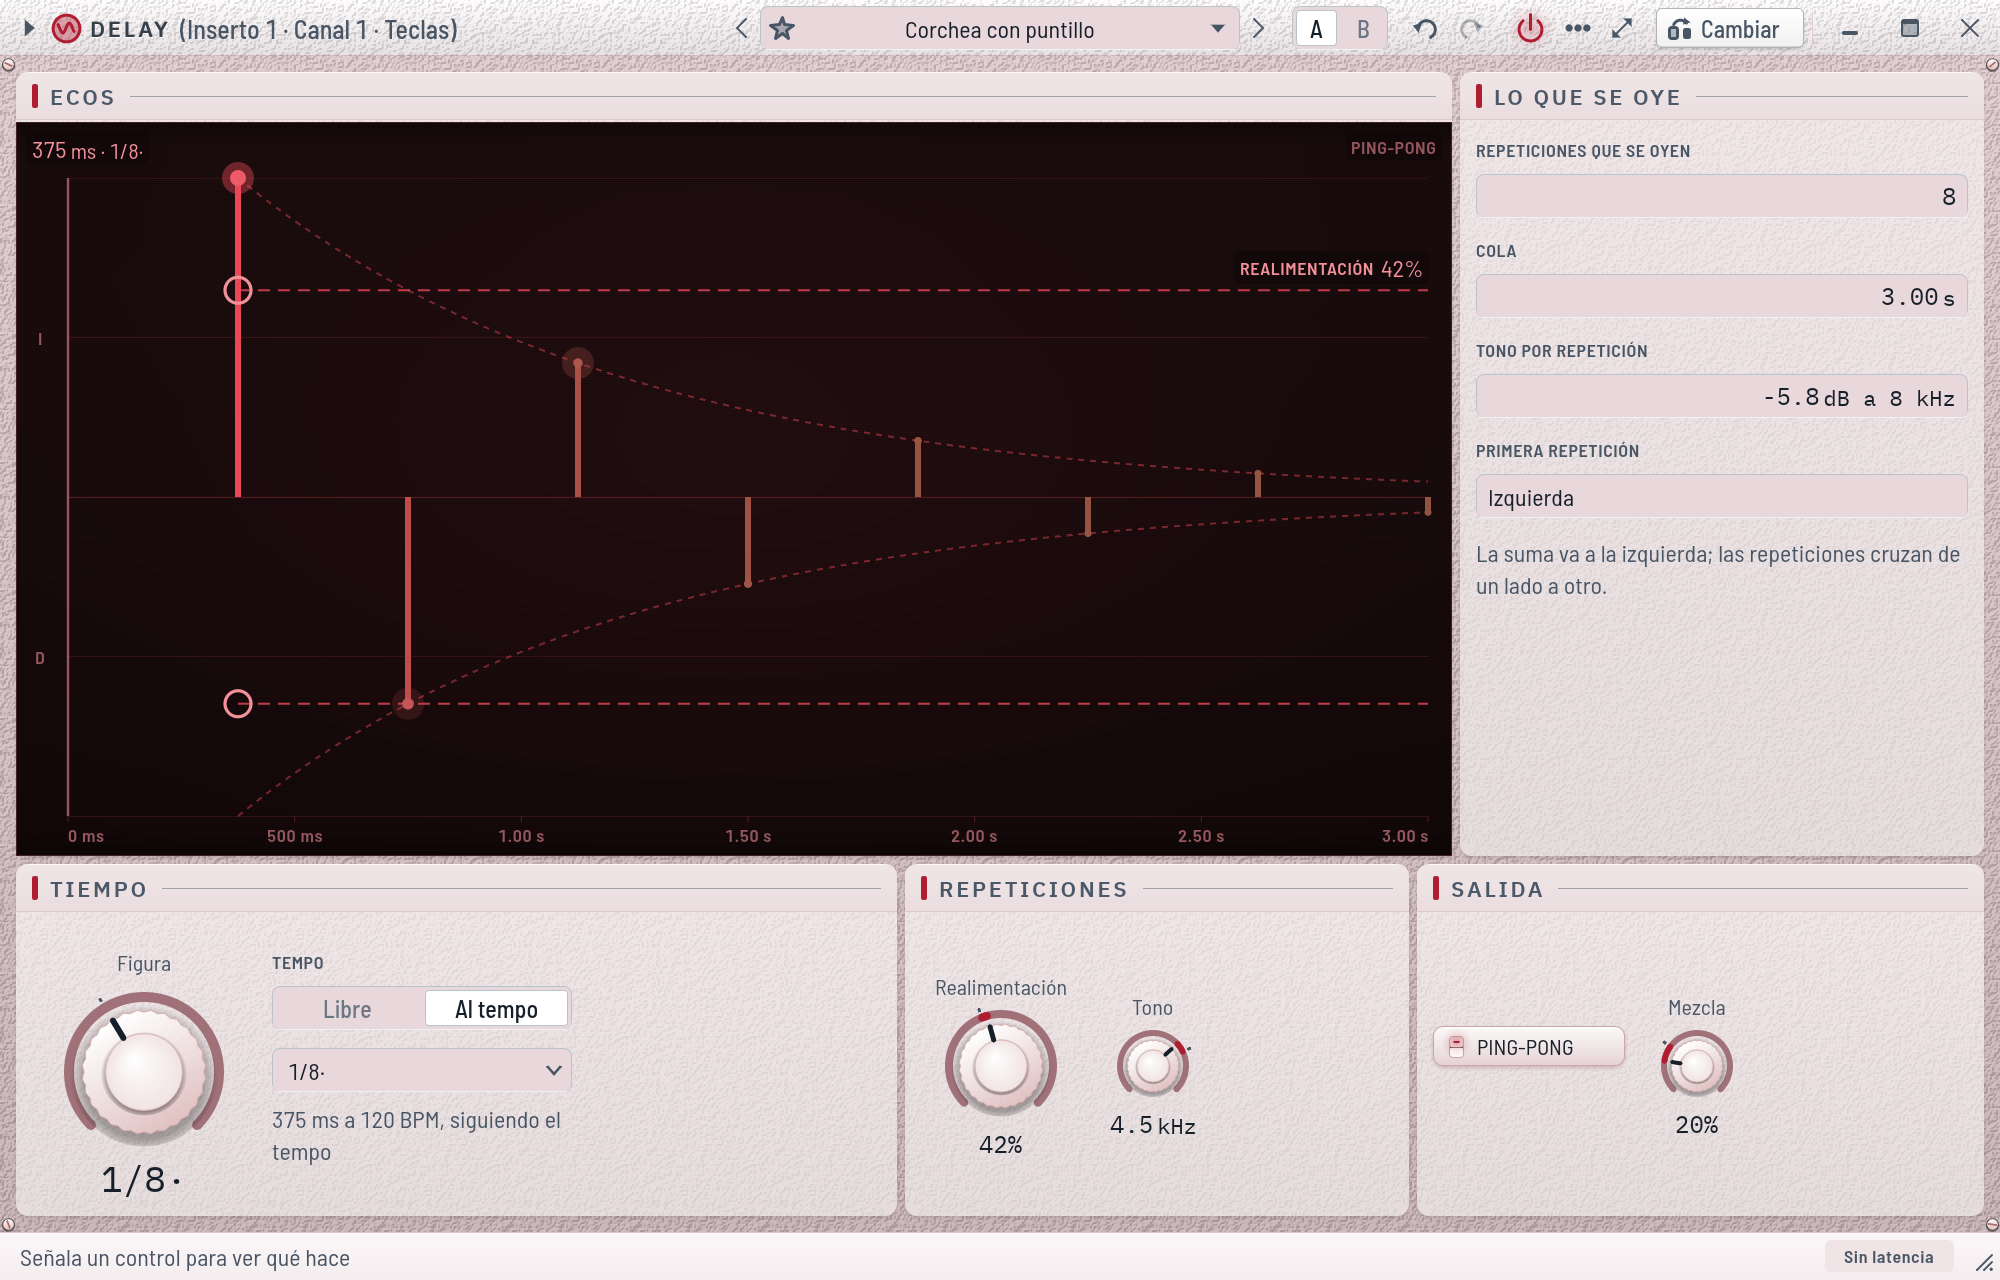 DELAY (Inserto 1 · Canal 1 · Teclas)
Corchea con puntillo
A B
Cambiar
ECOS
375 ms · 1/8·
PING-PONG
REALIMENTACIÓN 42%
I
D
0 ms 500 ms 1.00 s 1.50 s 2.00 s 2.50 s 3.00 s
LO QUE SE OYE
REPETICIONES QUE SE OYEN
8
COLA
3.00 s
TONO POR REPETICIÓN
-5.8 dB a 8 kHz
PRIMERA REPETICIÓN
Izquierda
La suma va a la izquierda; las repeticiones cruzan de
un lado a otro.
TIEMPO
Figura
1/8·
TEMPO
Libre Al tempo
1/8·
375 ms a 120 BPM, siguiendo el
tempo
REPETICIONES
Realimentación
42%
Tono
4.5 kHz
SALIDA
PING-PONG
Mezcla
20%
Señala un control para ver qué hace
Sin latencia